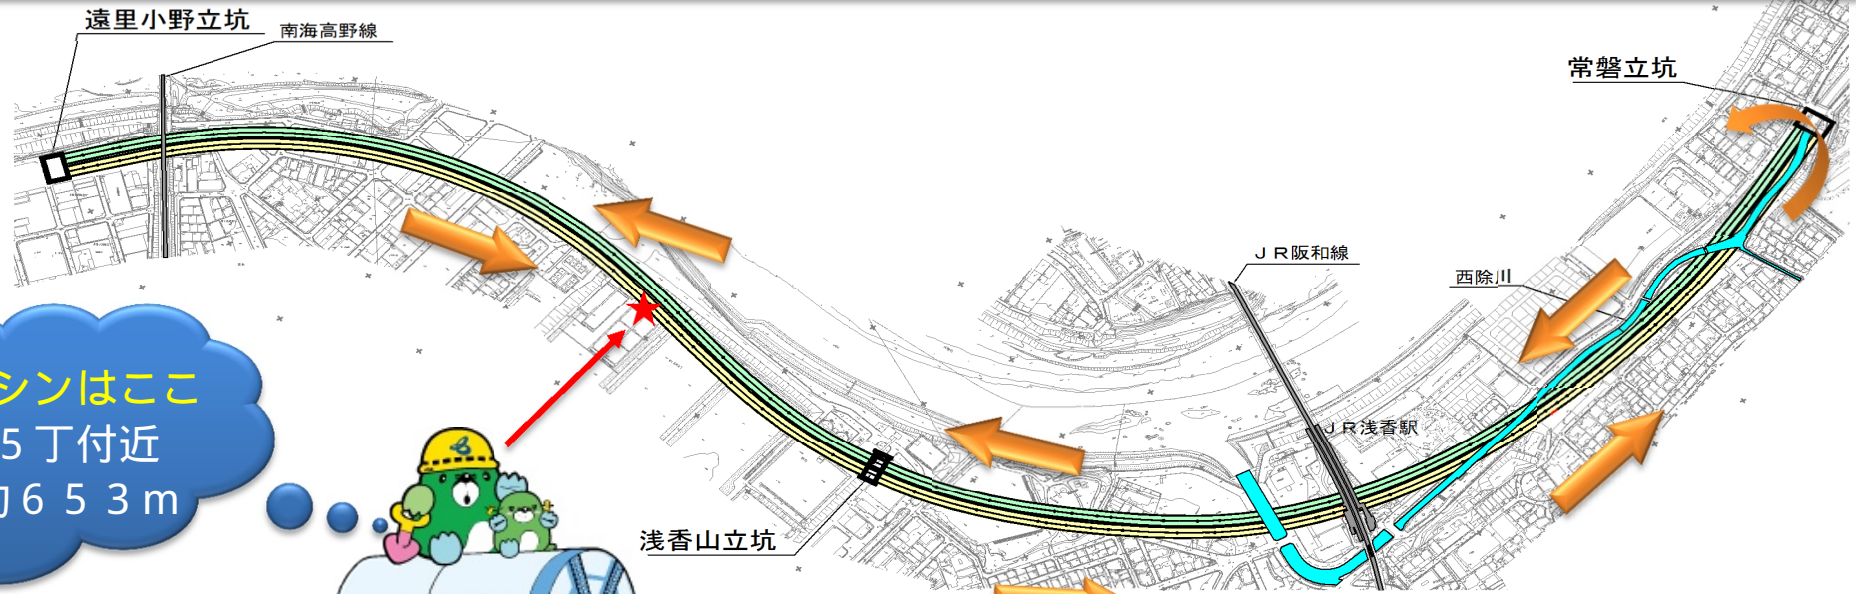 遠里小野立坑
南海高野線
常磐立坑
ＪＲ阪和線
西除川
ＪＲ浅香駅
浅香山立坑
シンはここ
５丁付近
６５３ｍ